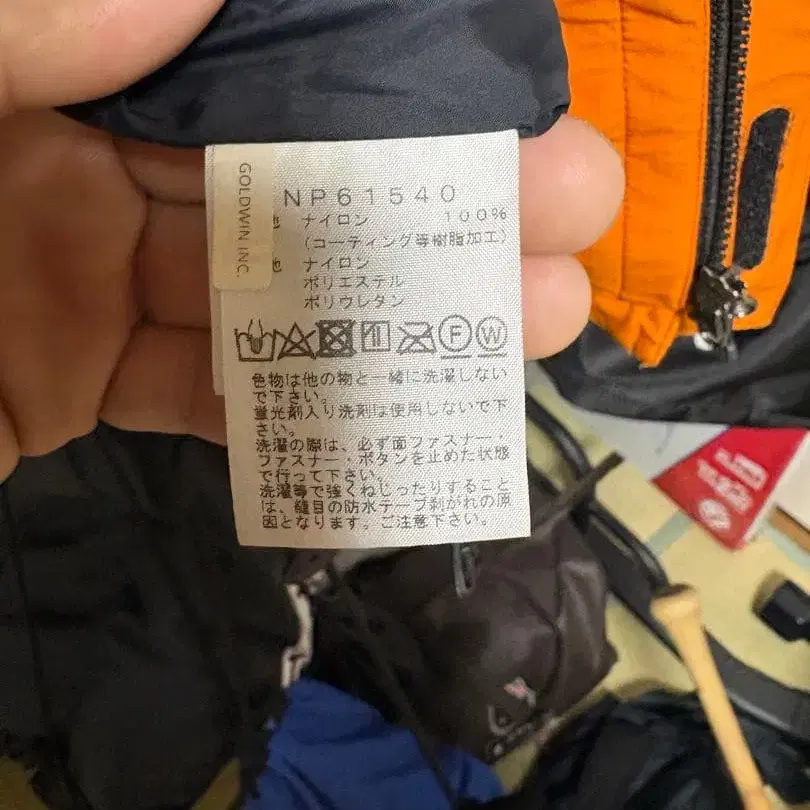 GOLDWIN INC.
NP61540
地 ナイロン 100%
(コーティング等樹脂加工)
地 ナイロン
ポリエステル
ポリウレタン
F W
色物は他の物と一緒に洗濯しない
で下さい。
蛍光剤入り洗剤は使用しないで下
さい。
洗濯の際は、必ず面ファスナー・
ファスナー・ボタンを止めた状態
で行って下さい。
洗濯等で強くねじったりすること
は、縫目の防水テープ剥がれの原
因となります。ご注意下さい。